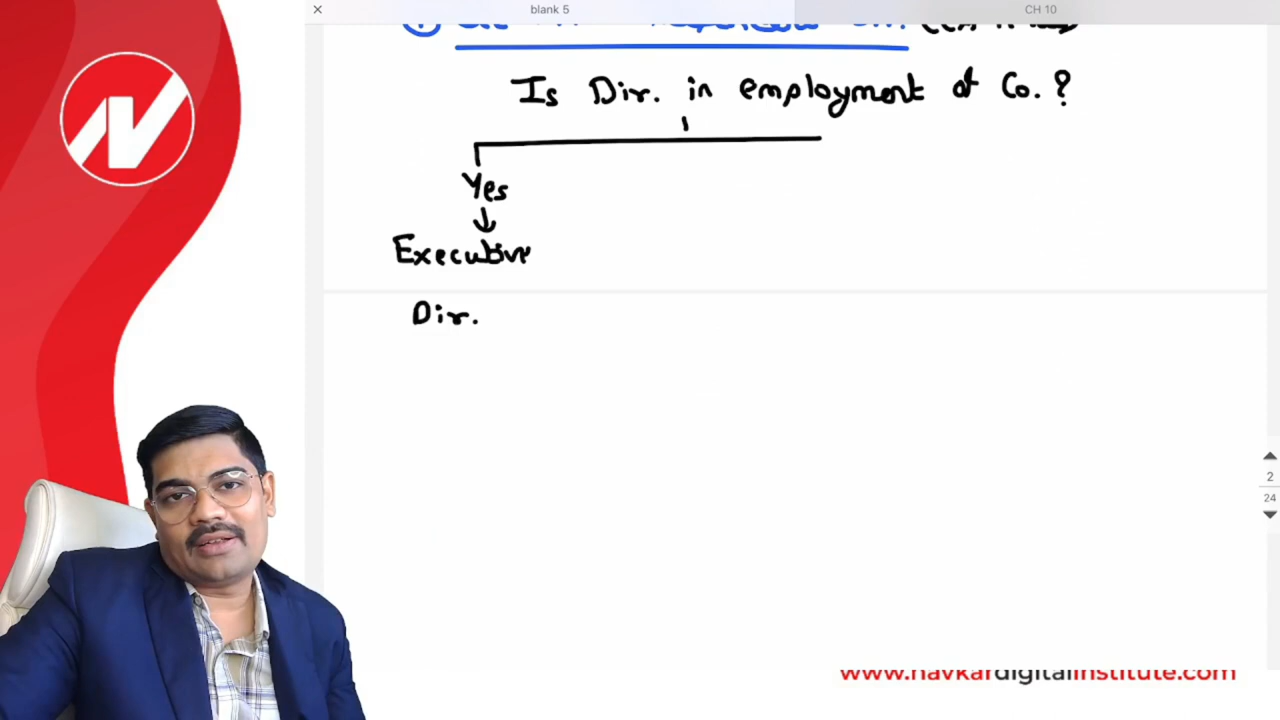 blank 5
CH 10
Is Dir. in employment of Co. ?
Yes
Executive
Dir.
2
24
www.navkardigitalinstitute.com